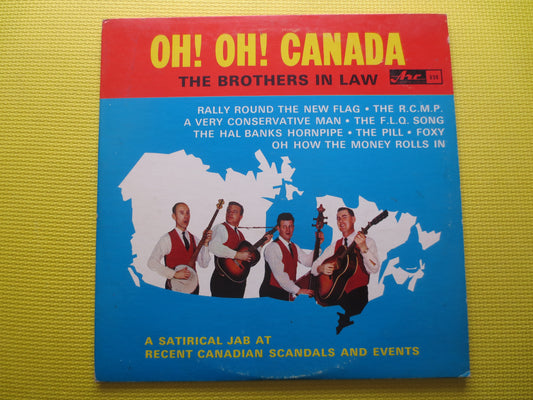 OH! OH! CANADA
THE BROTHERS IN LAW
Arc
RALLY ROUND THE NEW FLAG • THE R.C.M.P.
A VERY CONSERVATIVE MAN • THE F.L.Q. SONG
THE HAL BANKS HORNPIPE • THE PILL • FOXY
OH HOW THE MONEY ROLLS IN
A SATIRICAL JAB AT
RECENT CANADIAN SCANDALS AND EVENTS